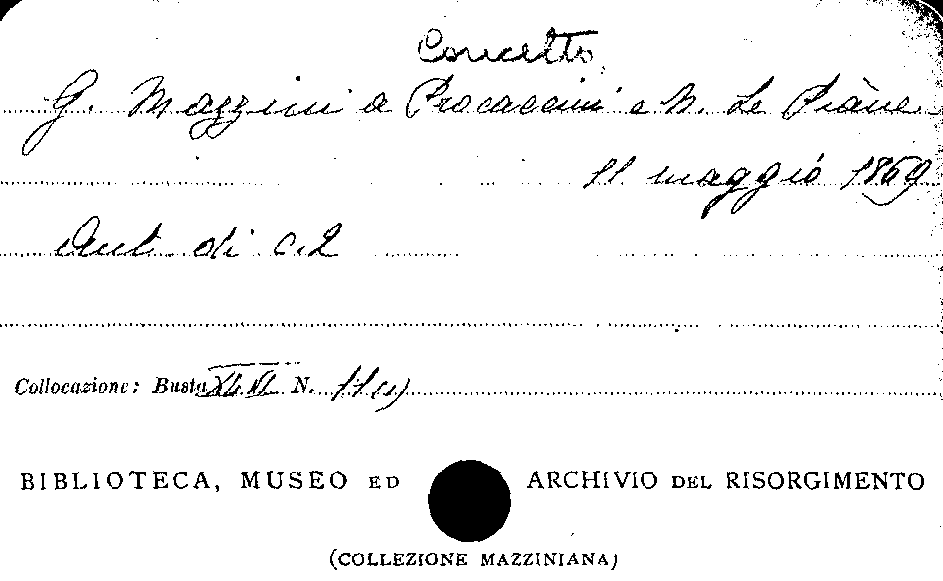 Concetto
G. Mazzini a Procaccini e N. Le Piane
11 maggio 1869
Aut. di c. 2
Collocazione: Busta N. 11
BIBLIOTECA, MUSEO ED ARCHIVIO DEL RISORGIMENTO
(COLLEZIONE MAZZINIANA)